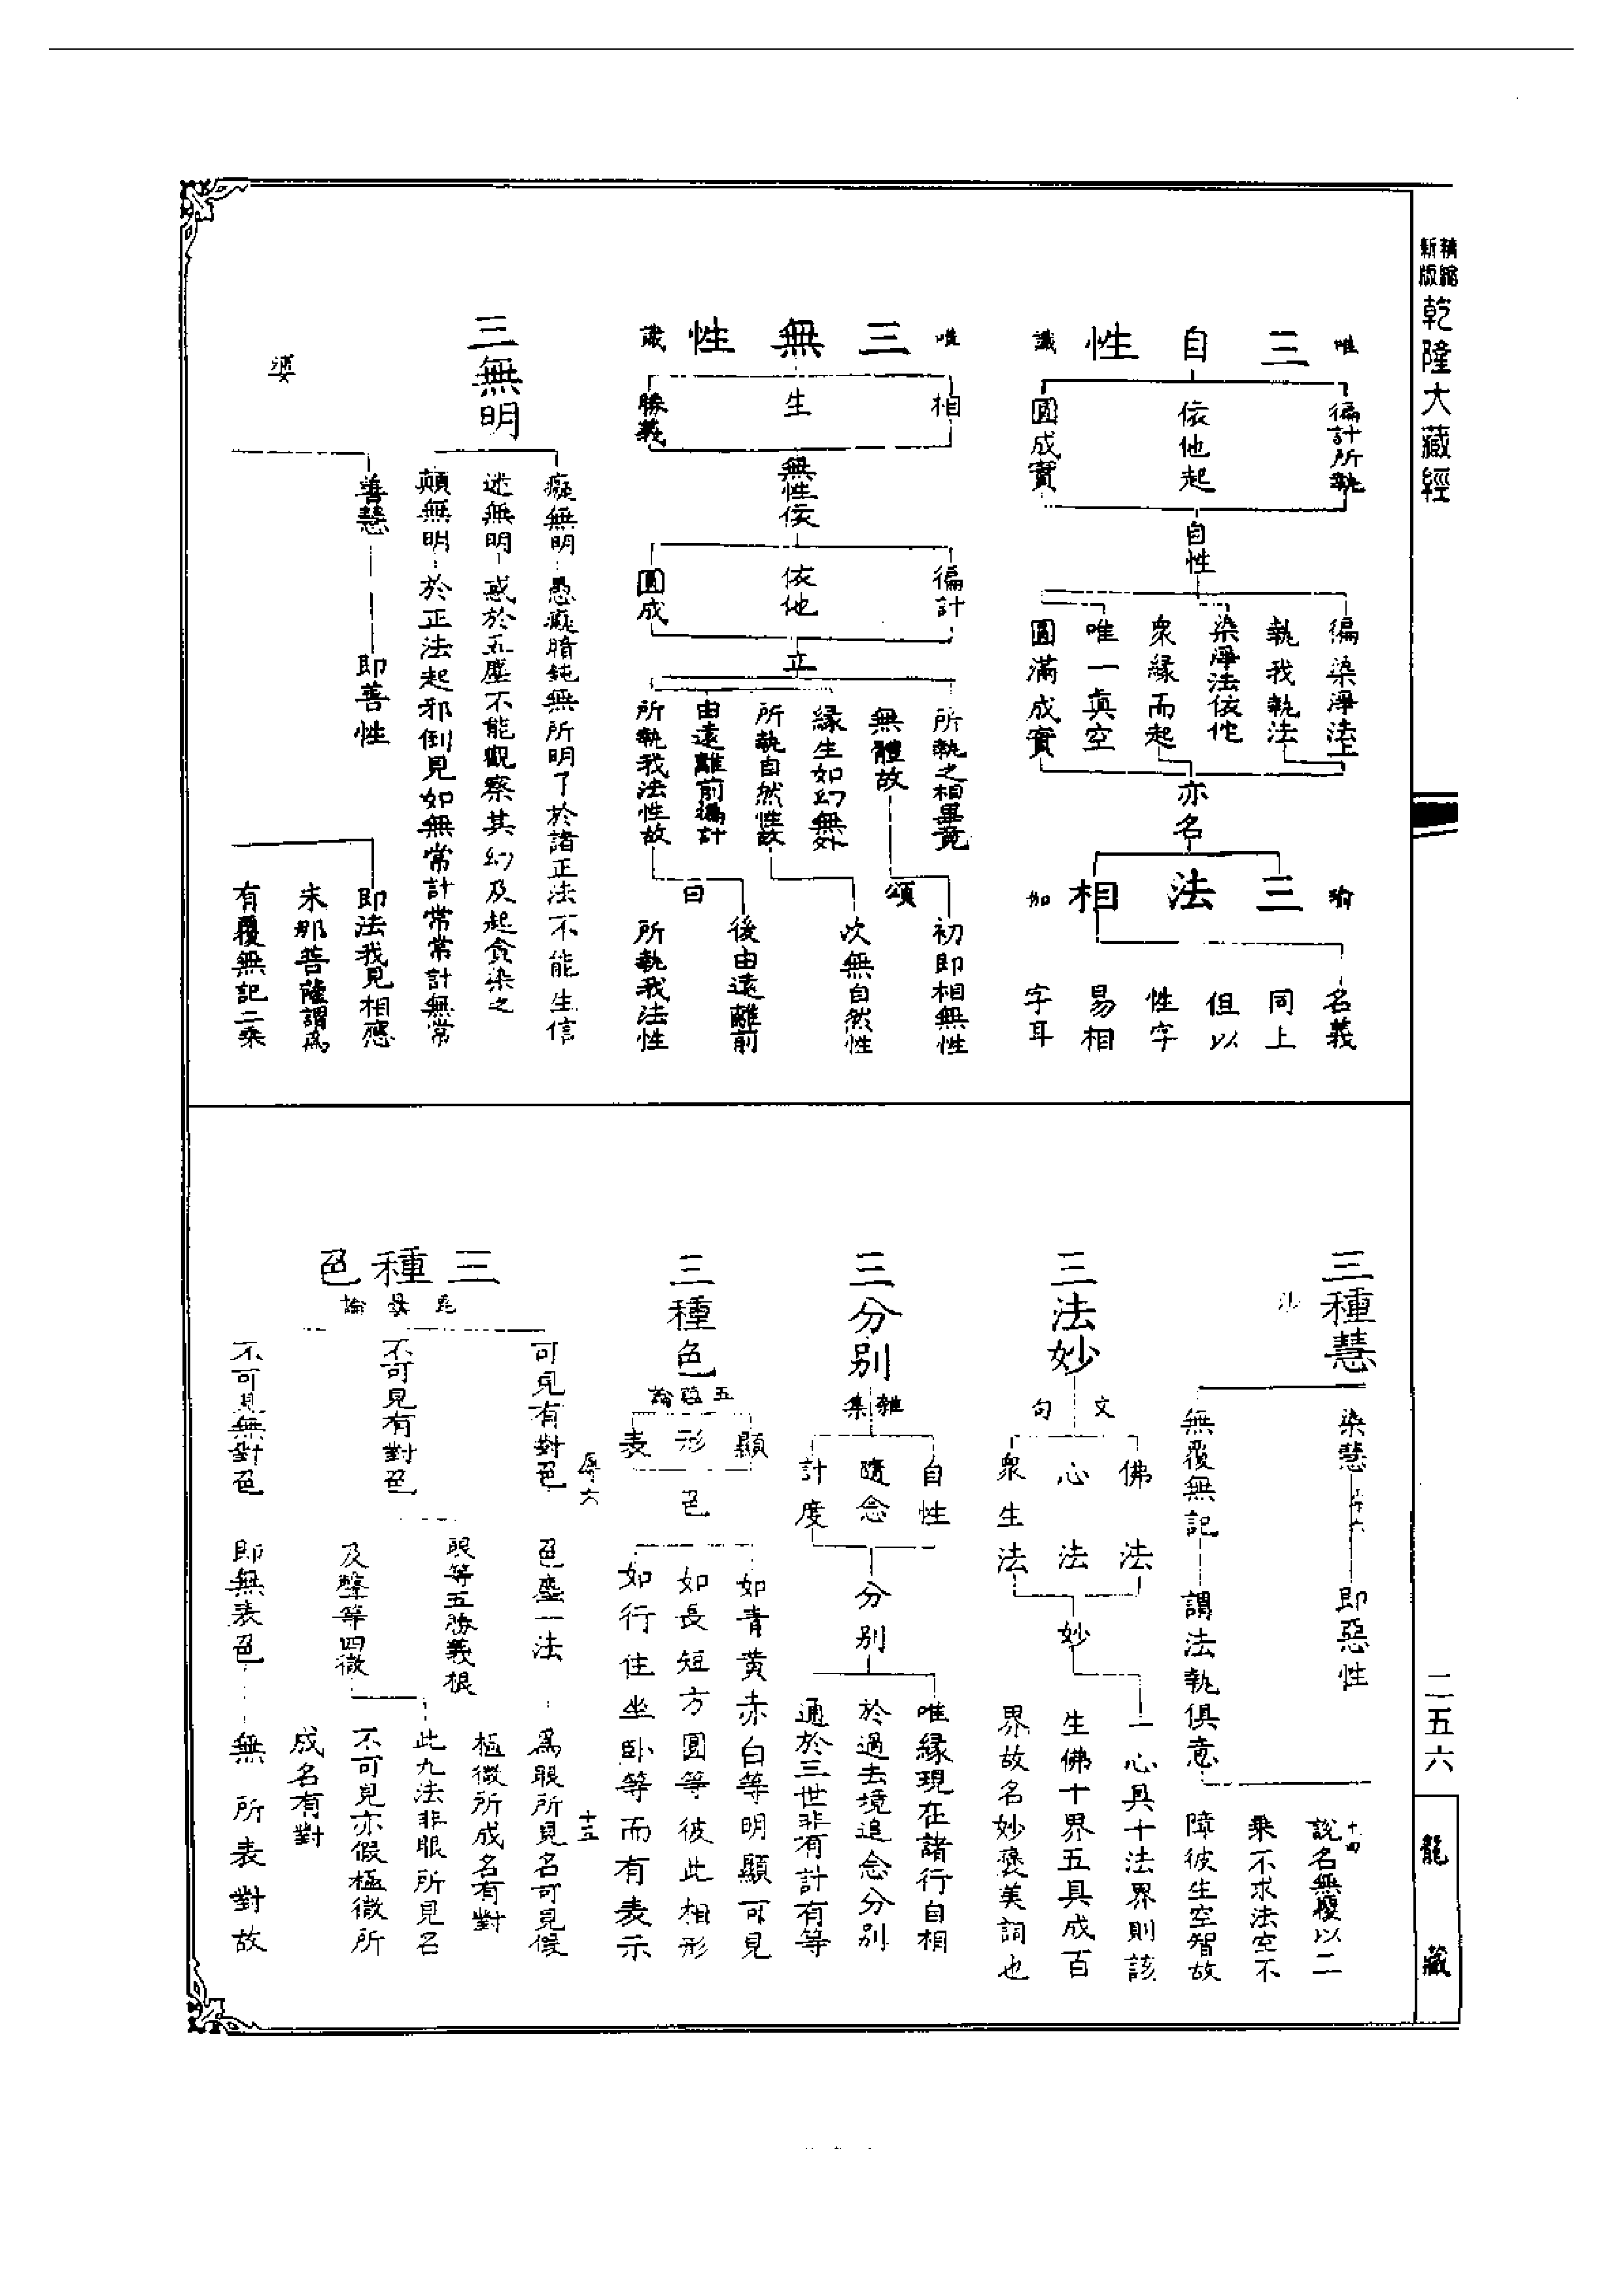 新版
精縮
乾隆大藏經
二五六
龍藏
唯 三自性 識
徧計所執
依他起
圓成實
自性
徧染淨法上
執我執法
染淨法依他
衆緣而起
唯一眞空
圓滿成實
亦名
瑜 三法相 伽
名義
同上
但以
性字
易相
字耳
唯 三無性 識
相
生
勝義
無性依
徧計
依他
圓成
立
所執之相畢竟
無體故
緣生如幻無外
所執自然性故
由遠離前徧計
所執我法性故
頌曰
初即相無性
次無自然性
後由遠離前
所執我法性
三無明
癡無明
愚癡暗鈍無所明了於諸正法不能生信
迷無明
惑於五塵不能觀察其幻及起貪染之
顛無明
於正法起邪倒見如無常計常常計無常
婆
善慧
即善性
即法我見相應
末那菩薩謂爲
有覆無記二乘
三種慧
沙
染慧
即惡性
無覆無記
謂法執俱意
十四
說名無覆以二
乘不求法空不
障彼生空智故
三法妙
文句
佛法
心法
衆生法
妙
一心具十法界則該
生佛十界五具成百
界故名妙褒美詞也
三分別
雜集
自性
隨念
計度
分別
唯緣現在諸行自相
於過去境追念分別
通於三世非有計有等
三種色
五蘊論
顯
形
表
色
如青黃赤白等明顯可見
如長短方圓等彼此相形
如行住坐卧等而有表示
辱六
十五
三種色
毘曇論
可見有對色
色塵一法
爲眼所見名可見假
極微所成名有對
不可見有對色
眼等五勝義根
及聲等四微
此九法非眼所見名
不可見亦假極微所
成名有對
不可見無對色
即無表色
無所表對故